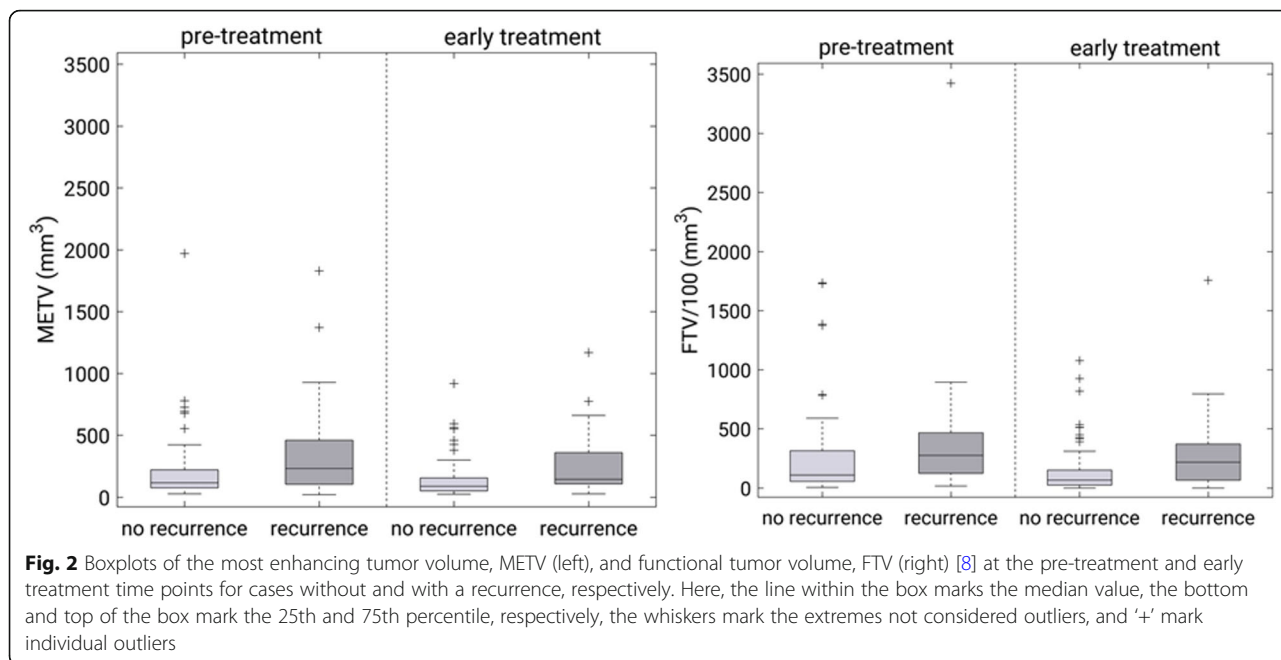 pre-treatment early treatment
3500
3000
2500
2000
1500
1000
500
0
METV (mm³)
no recurrence recurrence no recurrence recurrence
pre-treatment early treatment
3500
3000
2500
2000
1500
1000
500
0
FTV/100 (mm³)
no recurrence recurrence no recurrence recurrence
Fig. 2 Boxplots of the most enhancing tumor volume, METV (left), and functional tumor volume, FTV (right) [8] at the pre-treatment and early
treatment time points for cases without and with a recurrence, respectively. Here, the line within the box marks the median value, the bottom
and top of the box mark the 25th and 75th percentile, respectively, the whiskers mark the extremes not considered outliers, and ‘+’ mark
individual outliers